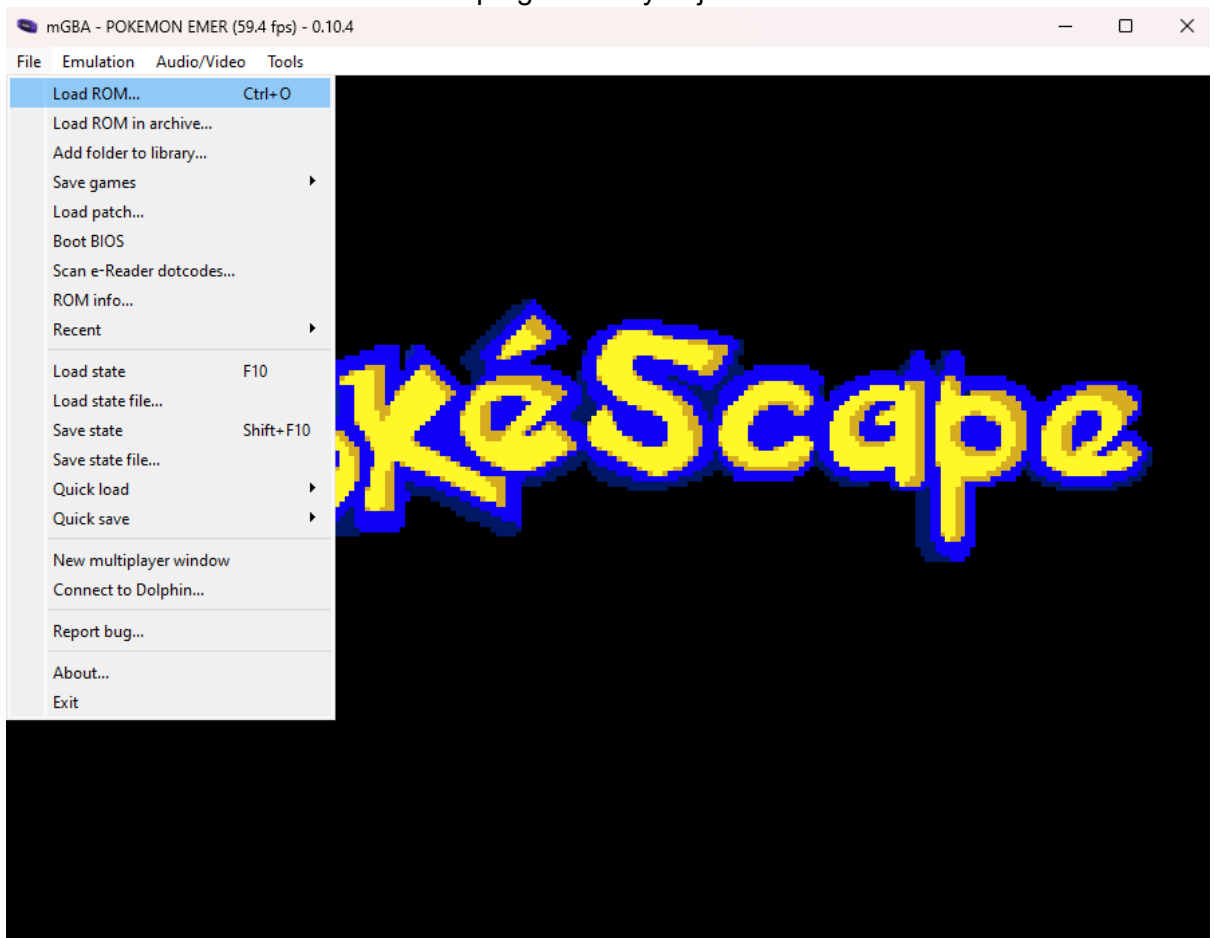 mGBA - POKEMON EMER (59.4 fps) - 0.10.4
File Emulation Audio/Video Tools
Load ROM... Ctrl+O
Load ROM in archive...
Add folder to library...
Save games
Load patch...
Boot BIOS
Scan e-Reader dotcodes...
ROM info...
Recent
Load state F10
Load state file...
Save state Shift+F10
Save state file...
Quick load
Quick save
New multiplayer window
Connect to Dolphin...
Report bug...
About...
Exit
kéScape